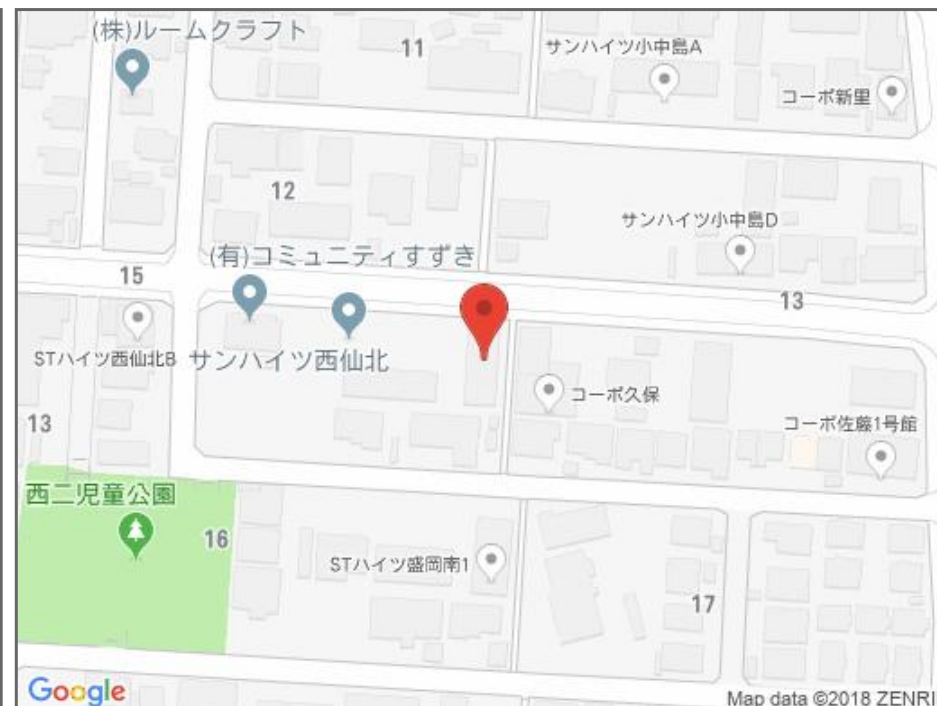 (株)ルームクラフト
11
サンハイツ小中島A
コーポ新里
12
サンハイツ小中島D
(有)コミュニティすずき
15
13
STハイツ西仙北B
サンハイツ西仙北
コーポ久保
13
コーポ佐藤1号館
西二児童公園
16
STハイツ盛岡南1
17
Google
Map data ©2018 ZENRI